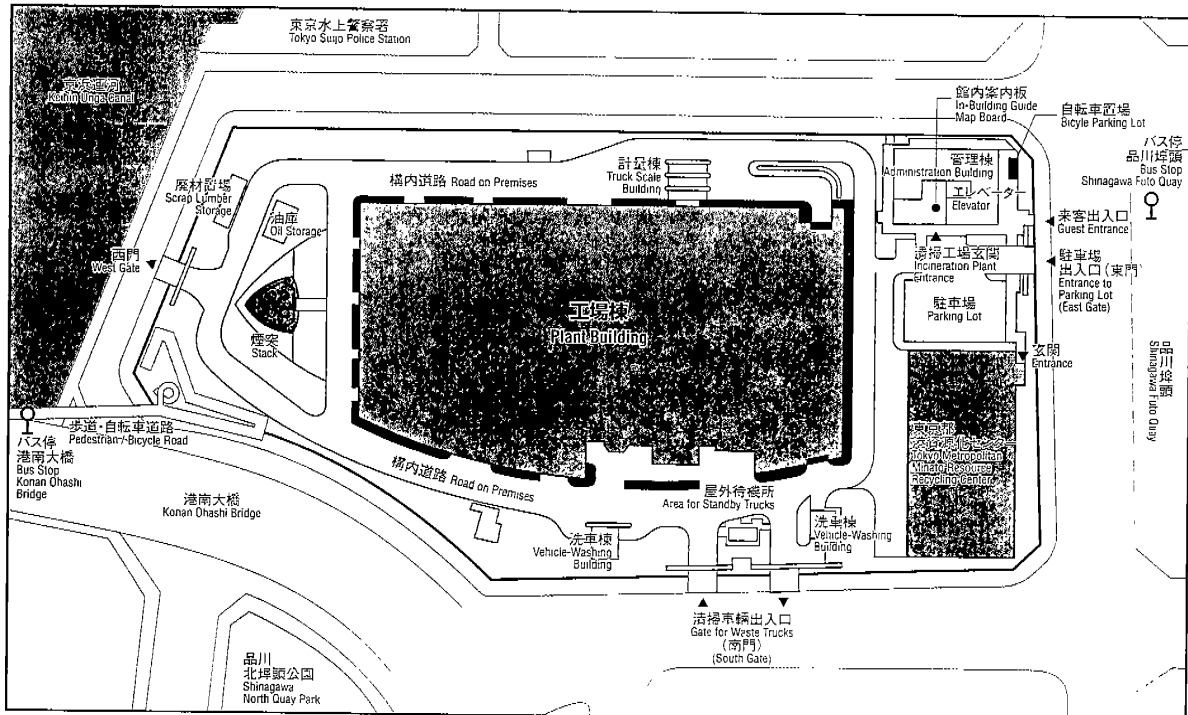 東京水上警察署
Tokyo Suijo Police Station
京浜運河
Keihin Unga Canal
館内案内板
In-Building Guide
Map Board
自転車置場
Bicyle Parking Lot
バス停
品川埠頭
Bus Stop
Shinagawa Futo Quay
管理棟
Administration Building
エレベーター
Elevator
計量棟
Truck Scale
Building
構内道路 Road on Premises
廃材置場
Scrap Lumber
Storage
油庫
Oil Storage
来客出入口
Guest Entrance
西門
West Gate
清掃工場玄関
Incineration Plant
Entrance
駐車場
出入口(東門)
Entrance to
Parking Lot
(East Gate)
駐車場
Parking Lot
工場棟
Plant Building
煙突
Stack
玄関
Entrance
品川埠頭
Shinagawa Futo Quay
歩道・自転車道路
Pedestrian / Bicycle Road
バス停
港南大橋
Bus Stop
Konan Ohashi
Bridge
東京都
Tokyo Metropolitan
Minato Resource
Recycling Center
構内道路 Road on Premises
港南大橋
Konan Ohashi Bridge
屋外待機所
Area for Standby Trucks
洗車棟
Vehicle-Washing
Building
洗車棟
Vehicle-Washing
Building
清掃車輛出入口
Gate for Waste Trucks
(南門)
(South Gate)
品川
北埠頭公園
Shinagawa
North Quay Park